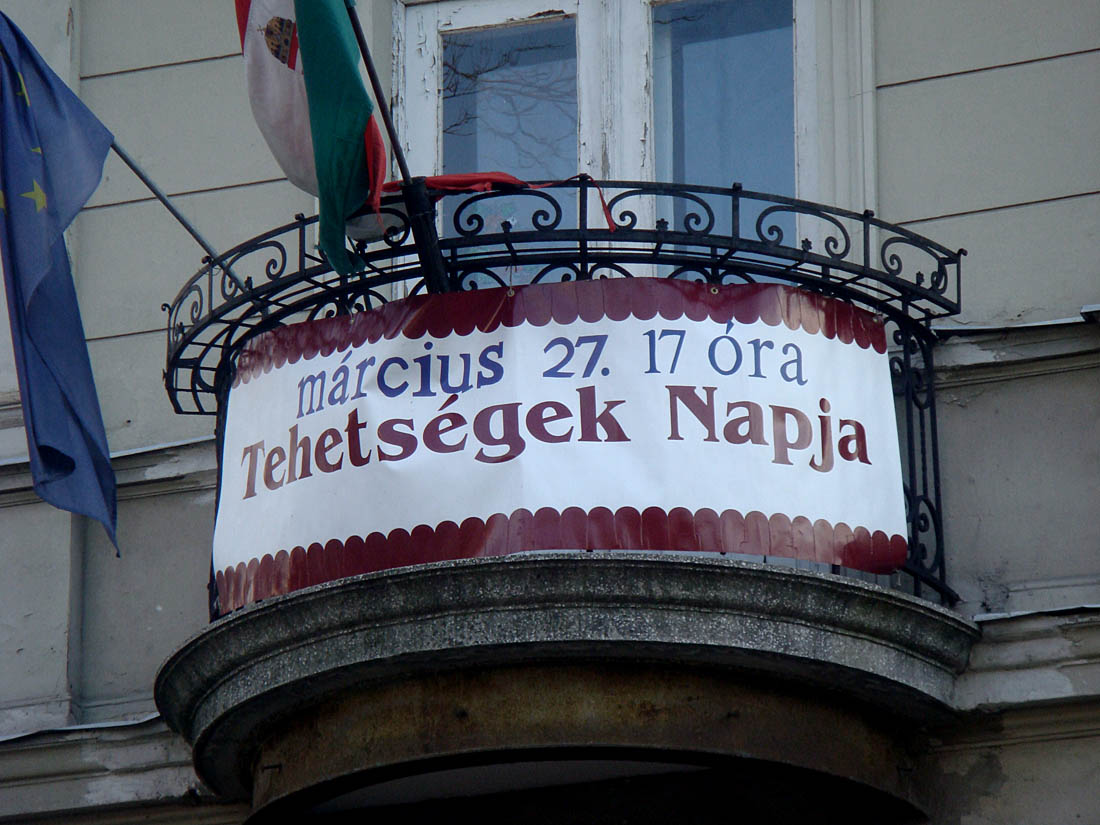 március 27. 17 óra
Tehetségek Napja